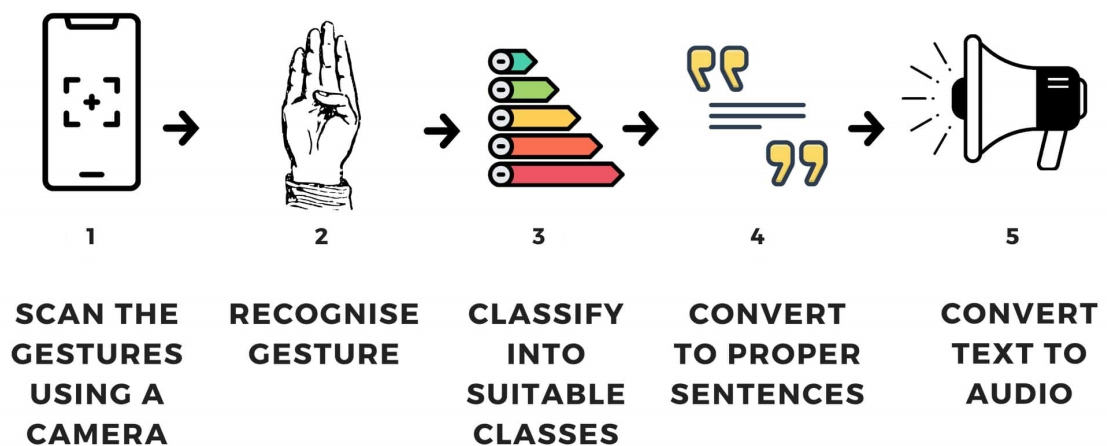 1
SCAN THE
GESTURES
USING A
CAMERA
2
RECOGNISE
GESTURE
3
CLASSIFY
INTO
SUITABLE
CLASSES
4
CONVERT
TO PROPER
SENTENCES
5
CONVERT
TEXT TO
AUDIO